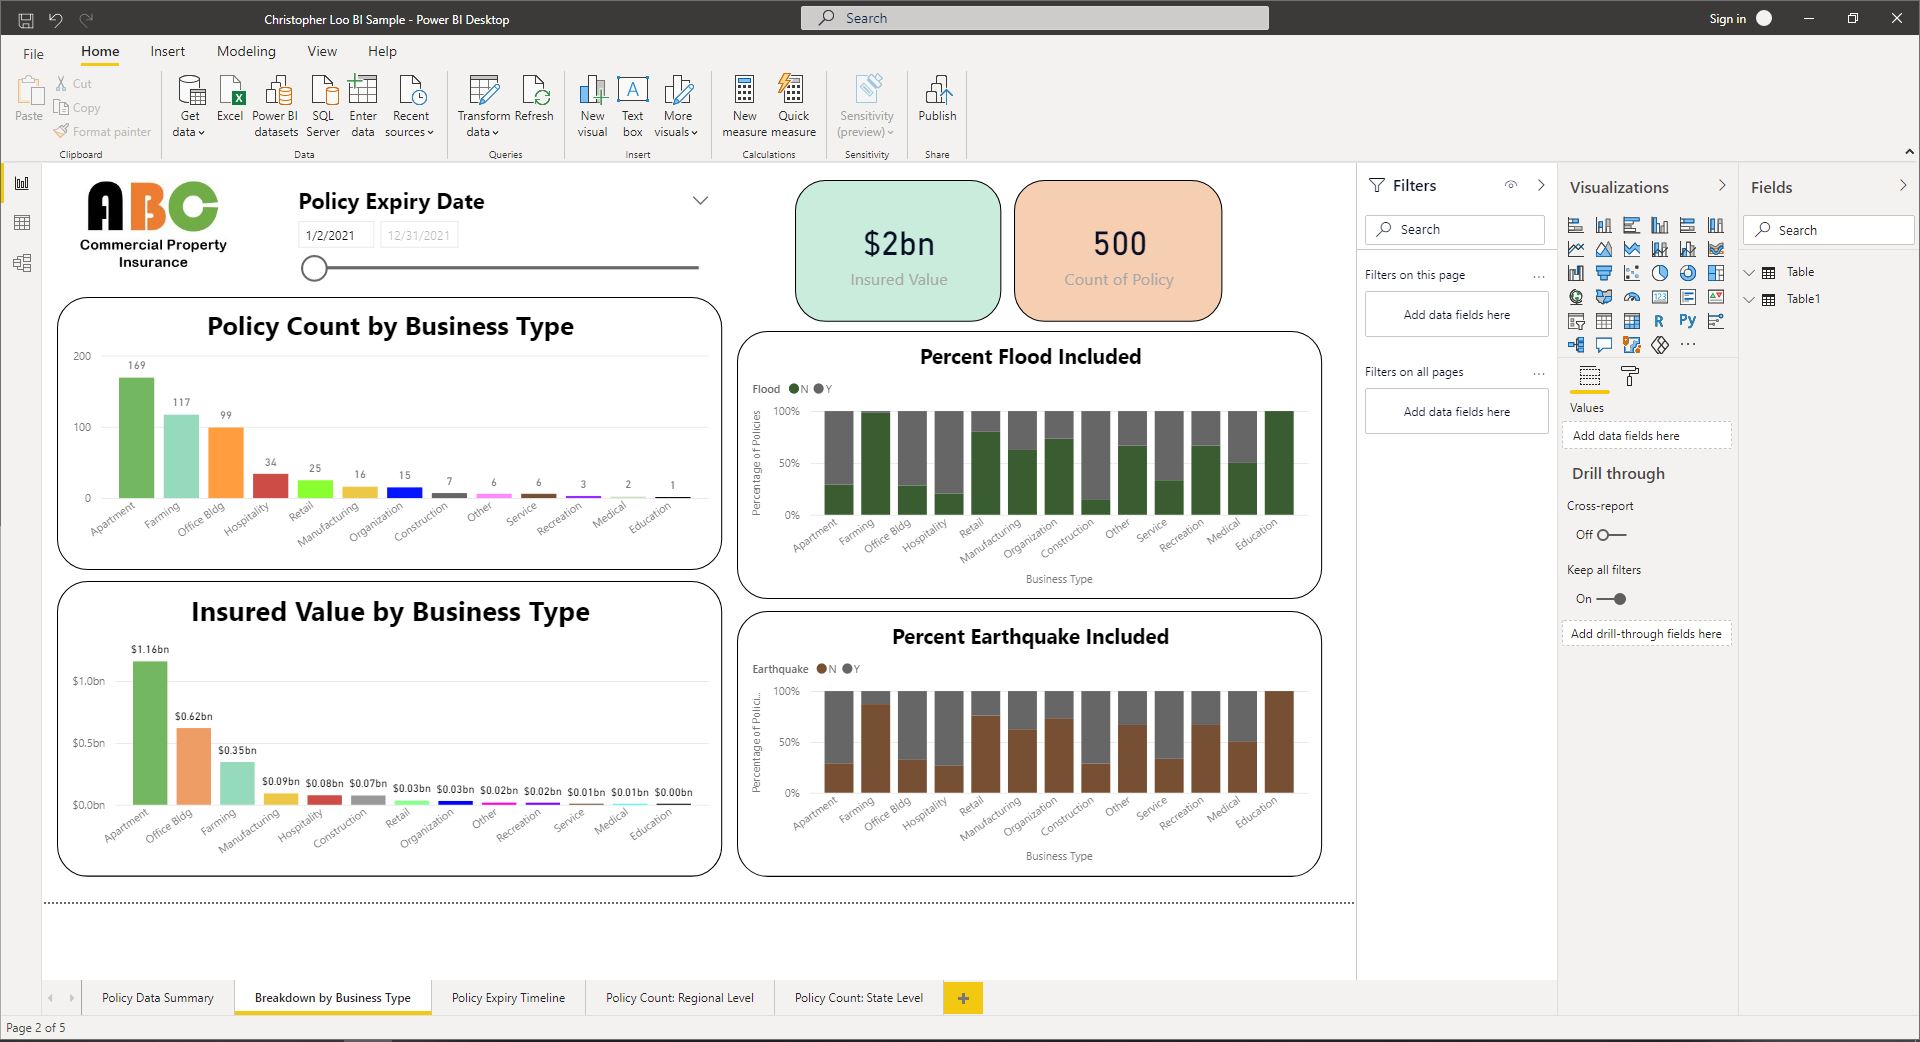 Christopher Loo BI Sample - Power BI Desktop
Search
Sign in
File
Home
Insert
Modeling
View
Help
Paste
Cut
Copy
Format painter
Clipboard
Get data
Excel
Power BI datasets
SQL Server
Enter data
Recent sources
Data
Transform data
Refresh
Queries
New visual
Text box
More visuals
Insert
New measure
Quick measure
Calculations
Sensitivity (preview)
Sensitivity
Publish
Share
ABC
Commercial Property
Insurance
Policy Expiry Date
1/2/2021
12/31/2021
$2bn
Insured Value
500
Count of Policy
Policy Count by Business Type
200
100
0
169
117
99
34
25
16
15
7
6
6
3
2
1
Apartment
Farming
Office Bldg
Hospitality
Retail
Manufacturing
Organization
Construction
Other
Service
Recreation
Medical
Education
Percent Flood Included
Flood N Y
Percentage of Policies
100%
50%
0%
Apartment
Farming
Office Bldg
Hospitality
Retail
Manufacturing
Organization
Construction
Other
Service
Recreation
Medical
Education
Business Type
Insured Value by Business Type
$1.0bn
$0.5bn
$0.0bn
$1.16bn
$0.62bn
$0.35bn
$0.09bn
$0.08bn
$0.07bn
$0.03bn
$0.03bn
$0.02bn
$0.02bn
$0.01bn
$0.01bn
$0.00bn
Apartment
Office Bldg
Farming
Manufacturing
Hospitality
Construction
Retail
Organization
Other
Recreation
Service
Medical
Education
Percent Earthquake Included
Earthquake N Y
Percentage of Polici...
100%
50%
0%
Apartment
Farming
Office Bldg
Hospitality
Retail
Manufacturing
Organization
Construction
Other
Service
Recreation
Medical
Education
Business Type
Filters
Search
Filters on this page
...
Add data fields here
Filters on all pages
...
Add data fields here
Visualizations
123
R
Py
...
Values
Add data fields here
Drill through
Cross-report
Off
Keep all filters
On
Add drill-through fields here
Fields
Search
Table
Table1
Policy Data Summary
Breakdown by Business Type
Policy Expiry Timeline
Policy Count: Regional Level
Policy Count: State Level
+
Page 2 of 5